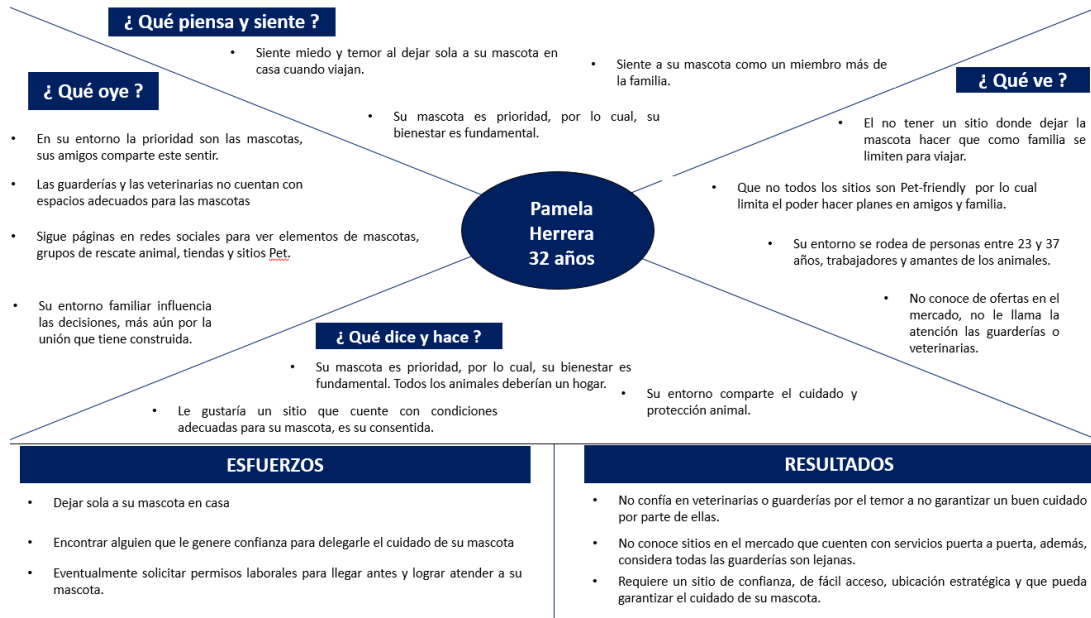 ¿ Qué piensa y siente ?
• Siente miedo y temor al dejar sola a su mascota en
casa cuando viajan.
• Siente a su mascota como un miembro más de
la familia.
• Su mascota es prioridad, por lo cual, su
bienestar es fundamental.
¿ Qué oye ?
• En su entorno la prioridad son las mascotas,
sus amigos comparte este sentir.
• Las guarderías y las veterinarias no cuentan con
espacios adecuados para las mascotas
• Sigue páginas en redes sociales para ver elementos de mascotas,
grupos de rescate animal, tiendas y sitios Pet.
• Su entorno familiar influencia
las decisiones, más aún por la
unión que tiene construida.
Pamela
Herrera
32 años
¿ Qué ve ?
• El no tener un sitio donde dejar la
mascota hacer que como familia se
limiten para viajar.
• Que no todos los sitios son Pet-friendly por lo cual
limita el poder hacer planes en amigos y familia.
• Su entorno se rodea de personas entre 23 y 37
años, trabajadores y amantes de los animales.
• No conoce de ofertas en el
mercado, no le llama la
atención las guarderías o
veterinarias.
¿ Qué dice y hace ?
• Su mascota es prioridad, por lo cual, su bienestar es
fundamental. Todos los animales deberían un hogar.
• Su entorno comparte el cuidado y
protección animal.
• Le gustaría un sitio que cuente con condiciones
adecuadas para su mascota, es su consentida.
ESFUERZOS
• Dejar sola a su mascota en casa
• Encontrar alguien que le genere confianza para delegarle el cuidado de su mascota
• Eventualmente solicitar permisos laborales para llegar antes y lograr atender a su
mascota.
RESULTADOS
• No confía en veterinarias o guarderías por el temor a no garantizar un buen cuidado
por parte de ellas.
• No conoce sitios en el mercado que cuenten con servicios puerta a puerta, además,
considera todas las guarderías son lejanas.
• Requiere un sitio de confianza, de fácil acceso, ubicación estratégica y que pueda
garantizar el cuidado de su mascota.